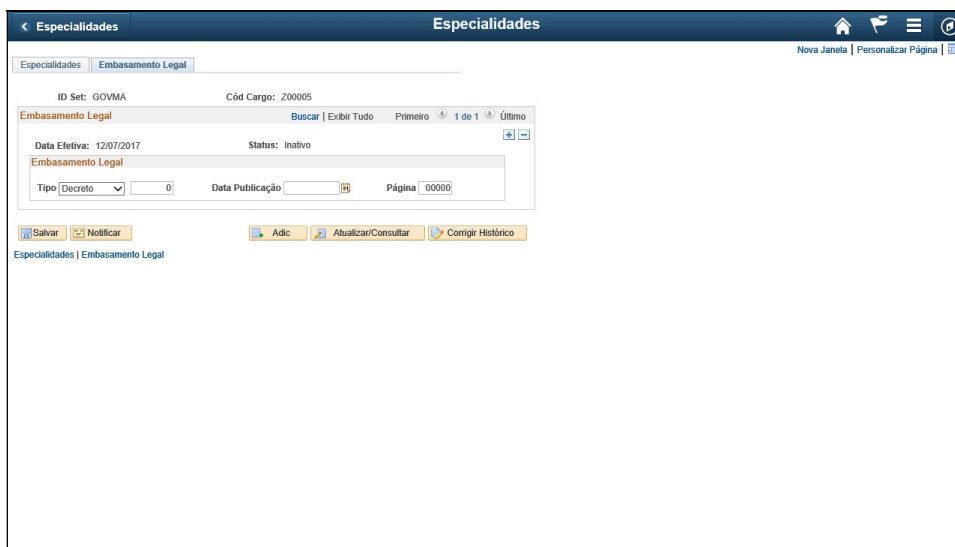 Especialidades
Especialidades
Nova Janela | Personalizar Página |
Especialidades Embasamento Legal
ID Set: GOVMA Cód Cargo: Z00005
Embasamento Legal Buscar | Exibir Tudo Primeiro 1 de 1 Último
Data Efetiva: 12/07/2017 Status: Inativo
Embasamento Legal
Tipo Decreto 0 Data Publicação Página 00000
Salvar Notificar Adic Atualizar/Consultar Corrigir Histórico
Especialidades | Embasamento Legal